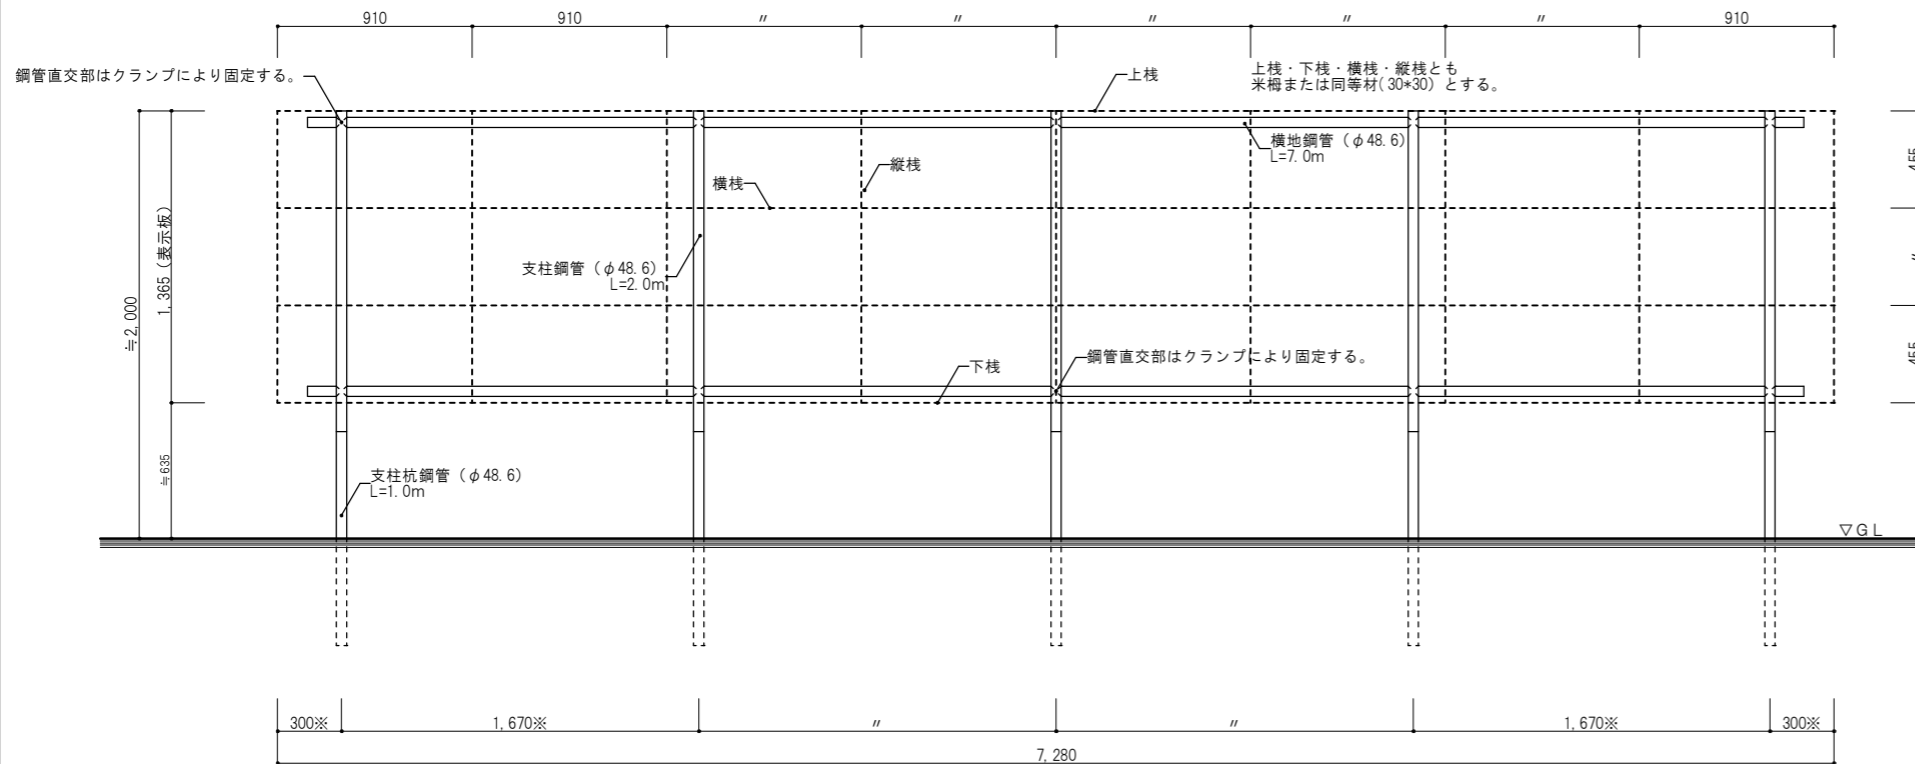 910
910
〃
〃
〃
〃
〃
910
鋼管直交部はクランプにより固定する。
上桟
上桟・下桟・横桟・縦桟とも
米栂または同等材(30*30) とする。
横地鋼管（φ48.6）
L=7.0m
縦桟
横桟
455
1,365（表示板）
支柱鋼管（φ48.6）
L=2.0m
〃
≒2,000
鋼管直交部はクランプにより固定する。
下桟
455
≒635
支柱杭鋼管（φ48.6）
L=1.0m
▽GL
300※
1,670※
〃
〃
1,670※
300※
7,280